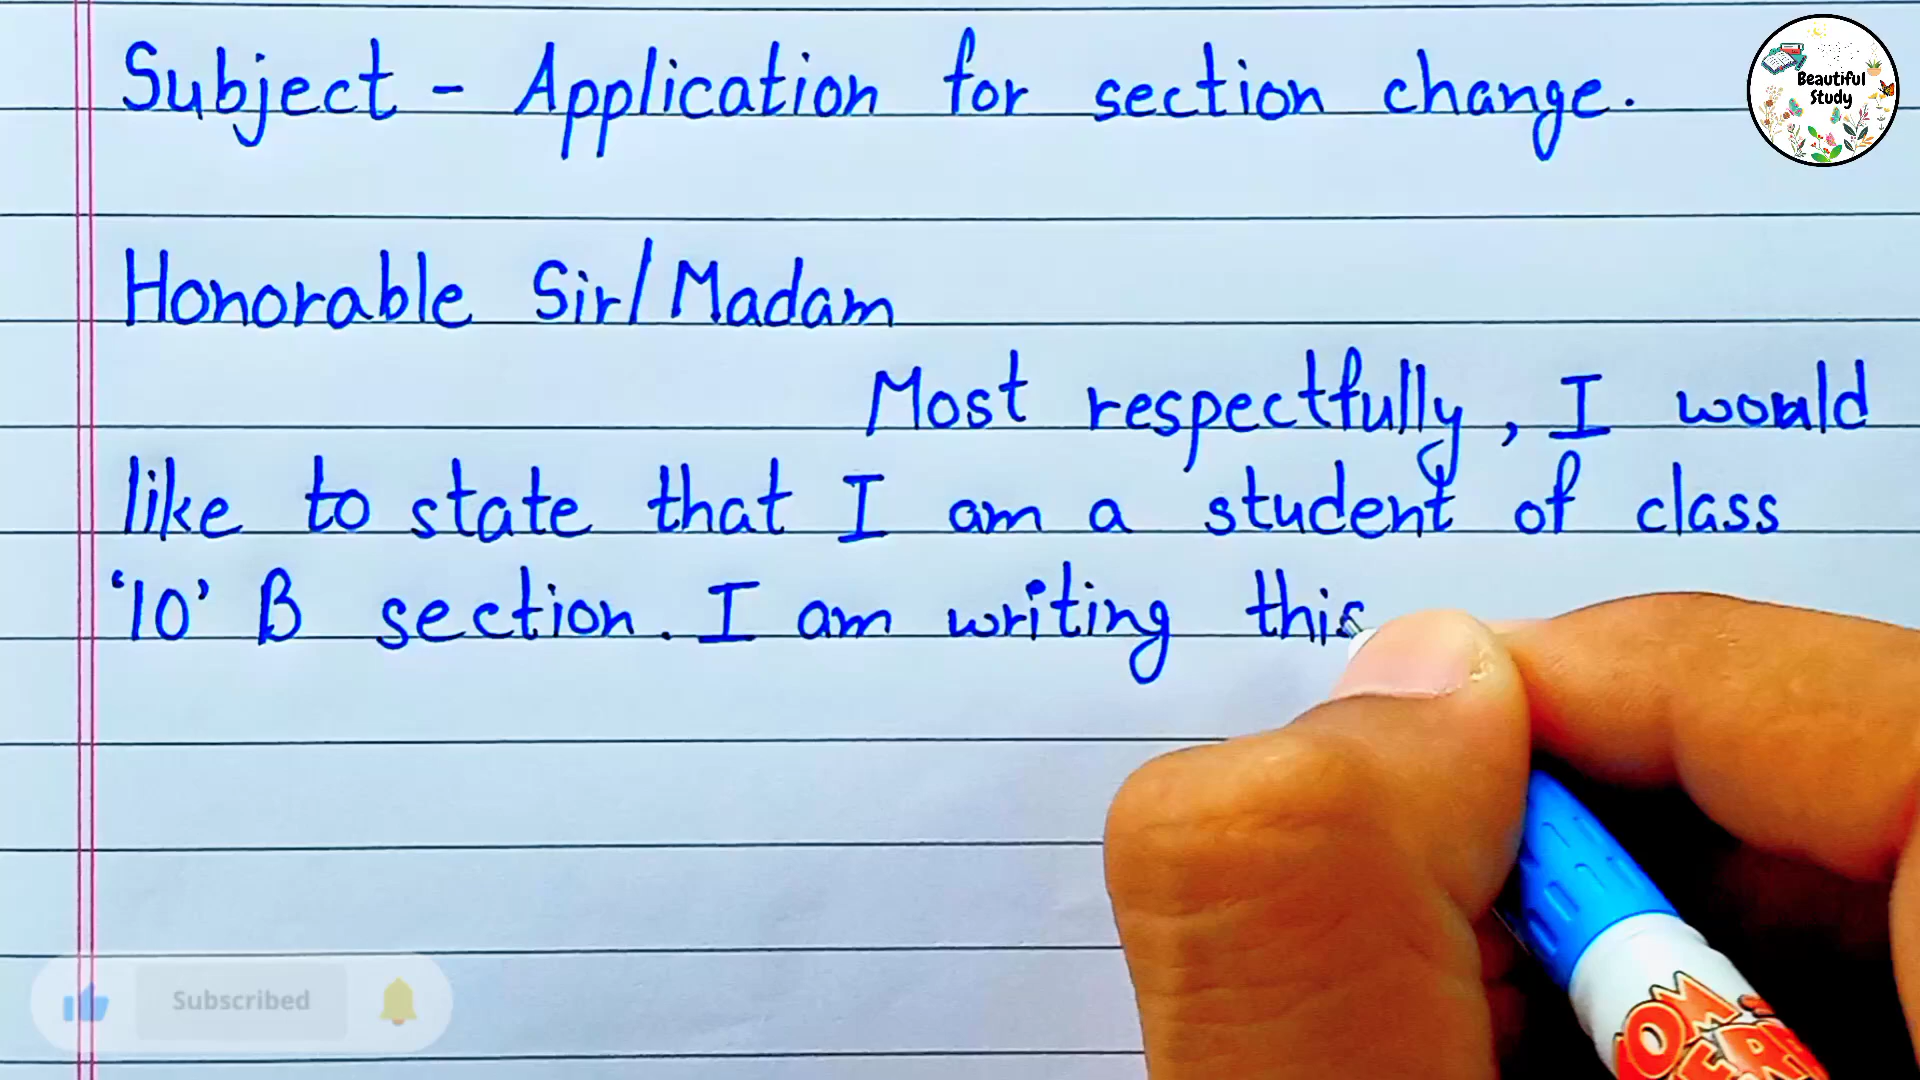 Subject - Application for section change.
Beautiful
Study
Honorable Sir/Madam
Most respectfully, I would
like to state that I am a student of class
'10' B section. I am writing this
Subscribed